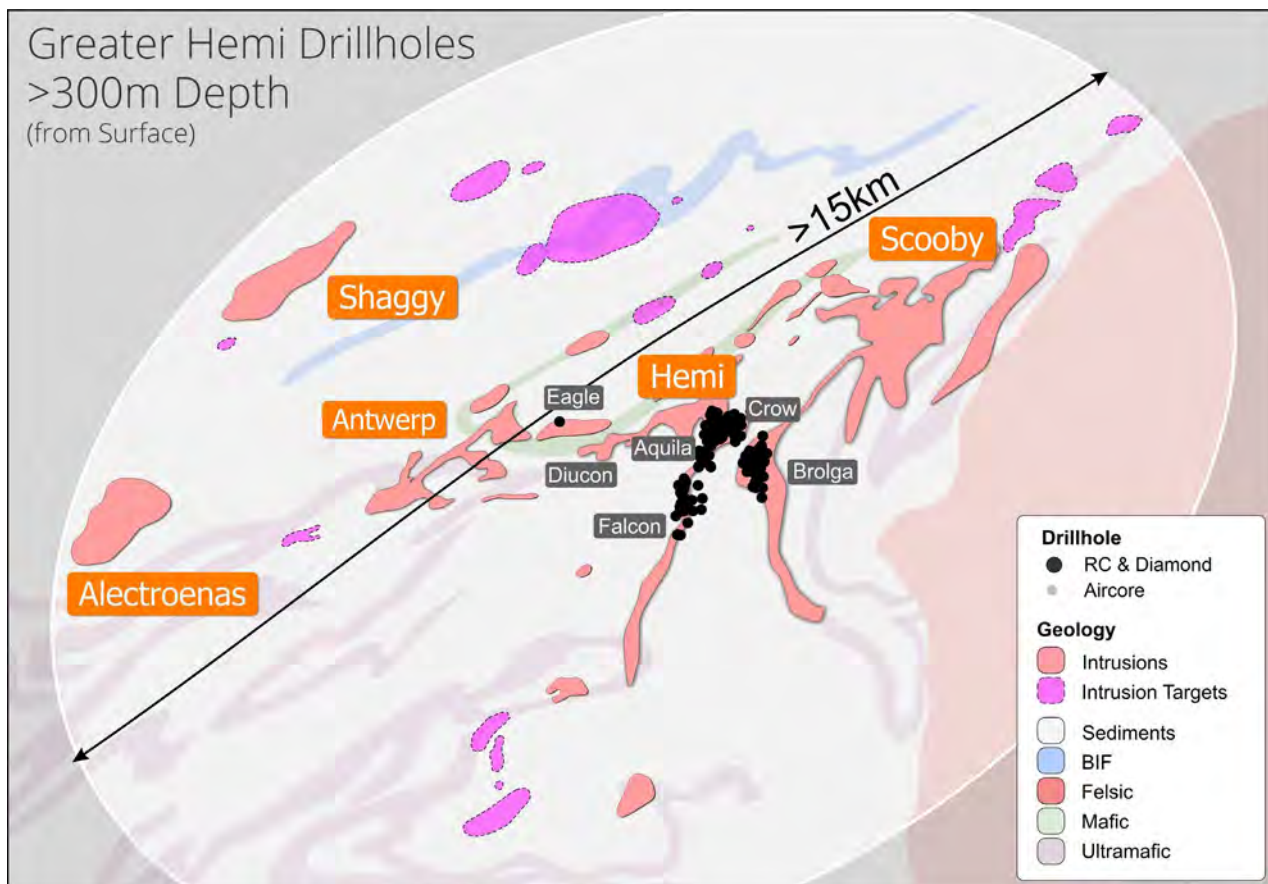 Greater Hemi Drillholes
>300m Depth
(from Surface)
>15km
Scooby
Shaggy
Hemi
Eagle
Crow
Antwerp
Aquila
Diucon
Brolga
Falcon
Alectroenas
Drillhole
RC & Diamond
Aircore
Geology
Intrusions
Intrusion Targets
Sediments
BIF
Felsic
Mafic
Ultramafic